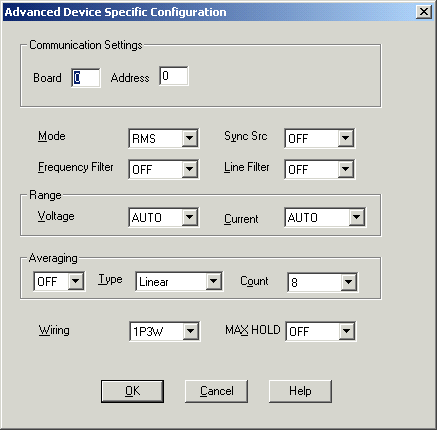 Advanced Device Specific Configuration
Communication Settings
Board 0 Address 0
Mode RMS Sync Src OFF
Frequency Filter OFF Line Filter OFF
Range
Voltage AUTO Current AUTO
Averaging
OFF Type Linear Count 8
Wiring 1P3W MAX HOLD OFF
OK Cancel Help